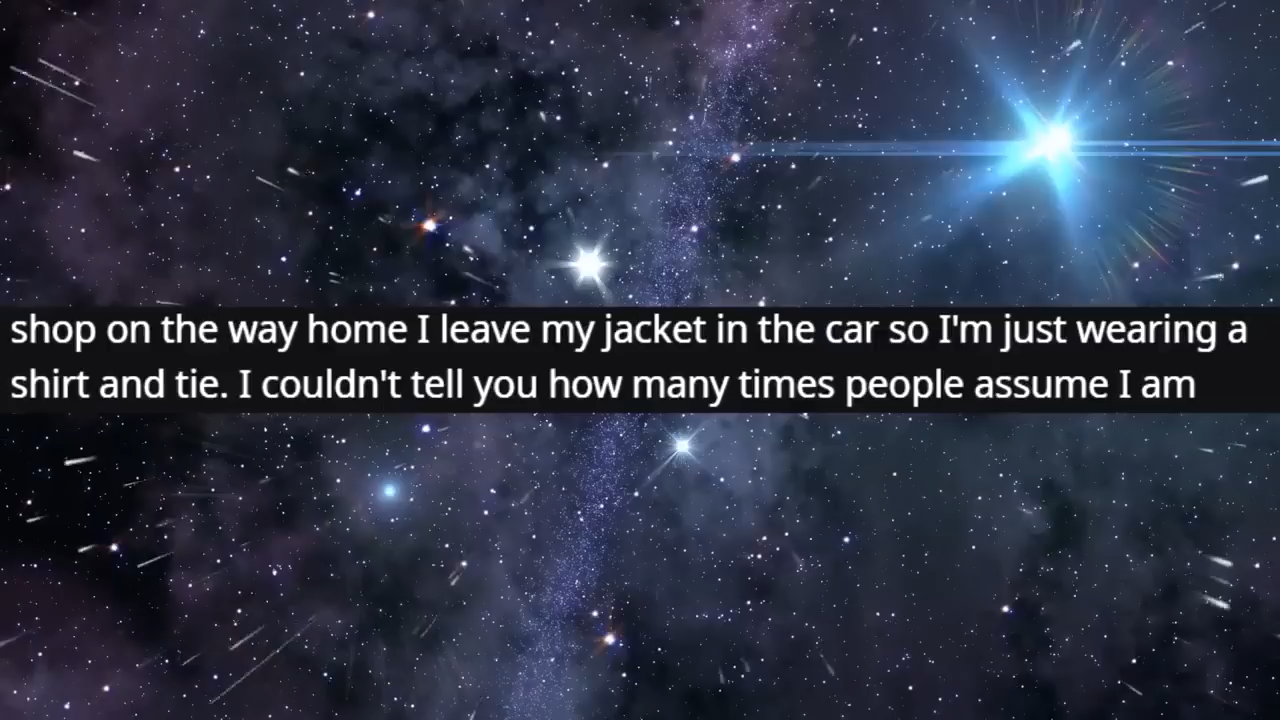 shop on the way home I leave my jacket in the car so I'm just wearing a
shirt and tie. I couldn't tell you how many times people assume I am